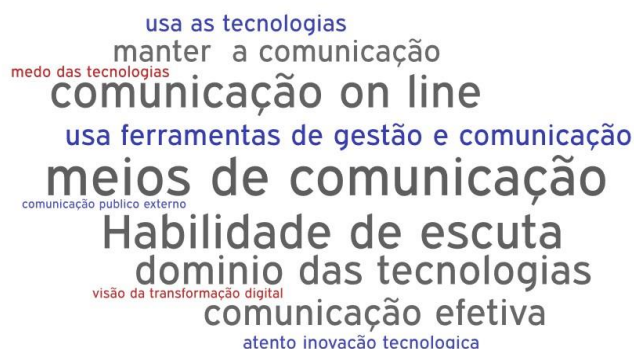 usa as tecnologias
manter a comunicação
medo das tecnologias
comunicação on line
usa ferramentas de gestão e comunicação
meios de comunicação
comunicação publico externo
Habilidade de escuta
dominio das tecnologias
visão da transformação digital
comunicação efetiva
atento inovação tecnologica